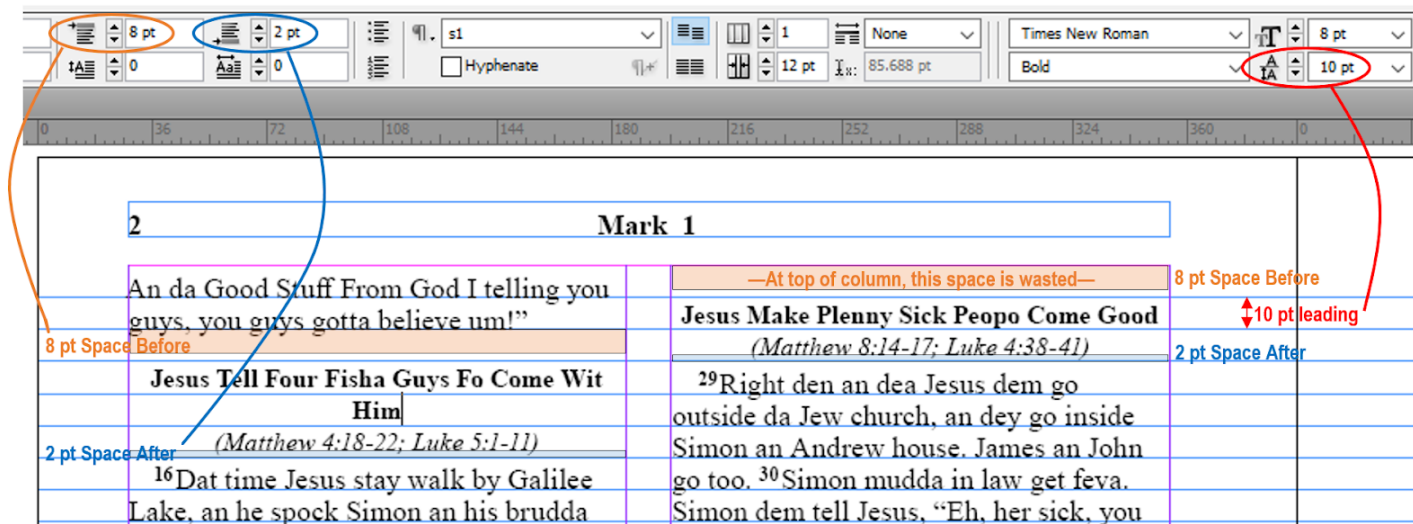 8 pt
2 pt
s1
1
None
Times New Roman
8 pt
0
0
Hyphenate
12 pt
85.688 pt
Bold
10 pt
0 36 72 108 144 180 216 252 288 324 360 0
2 Mark 1
An da Good Stuff From God I telling you
guys, you guys gotta believe um!”
8 pt Space Before
Jesus Tell Four Fisha Guys Fo Come Wit
Him
(Matthew 4:18-22; Luke 5:1-11)
2 pt Space After
16Dat time Jesus stay walk by Galilee
Lake, an he spock Simon an his brudda
—At top of column, this space is wasted—
8 pt Space Before
Jesus Make Plenny Sick Peopo Come Good
10 pt leading
(Matthew 8:14-17; Luke 4:38-41)
2 pt Space After
29Right den an dea Jesus dem go
outside da Jew church, an dey go inside
Simon an Andrew house. James an John
go too. 30Simon mudda in law get feva.
Simon dem tell Jesus, “Eh, her sick, you